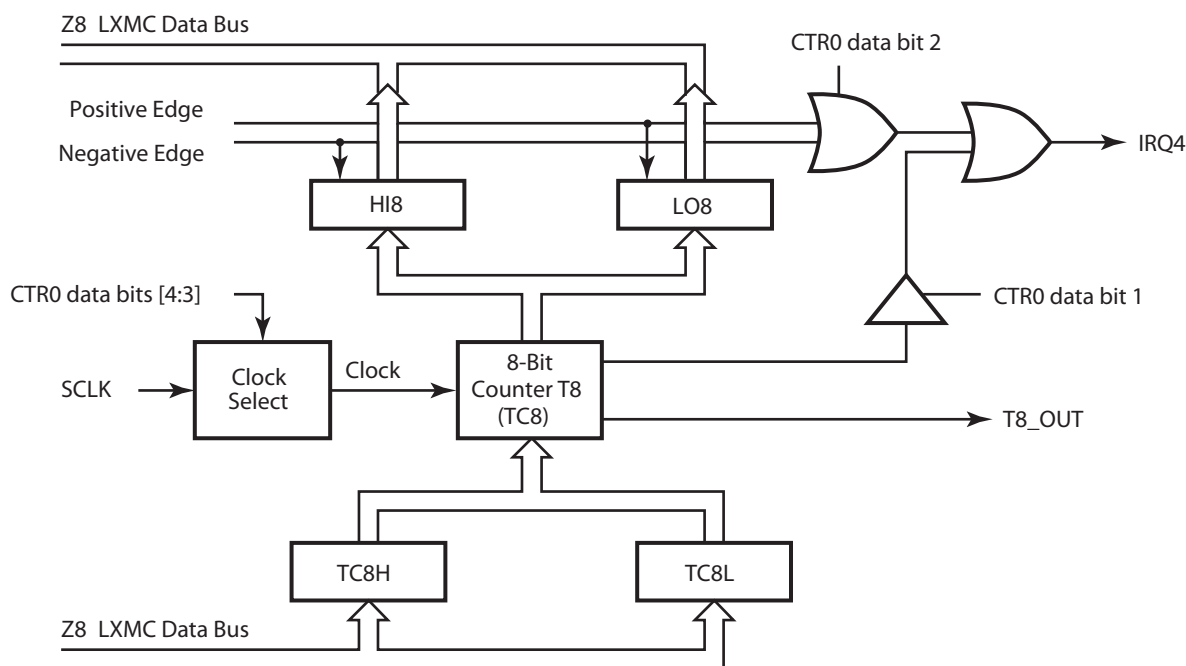 Z8 LXMC Data Bus
CTR0 data bit 2
Positive Edge
Negative Edge
IRQ4
HI8
LO8
CTR0 data bits [4:3]
CTR0 data bit 1
SCLK
Clock
Select
Clock
8-Bit
Counter T8
(TC8)
T8_OUT
TC8H
TC8L
Z8 LXMC Data Bus